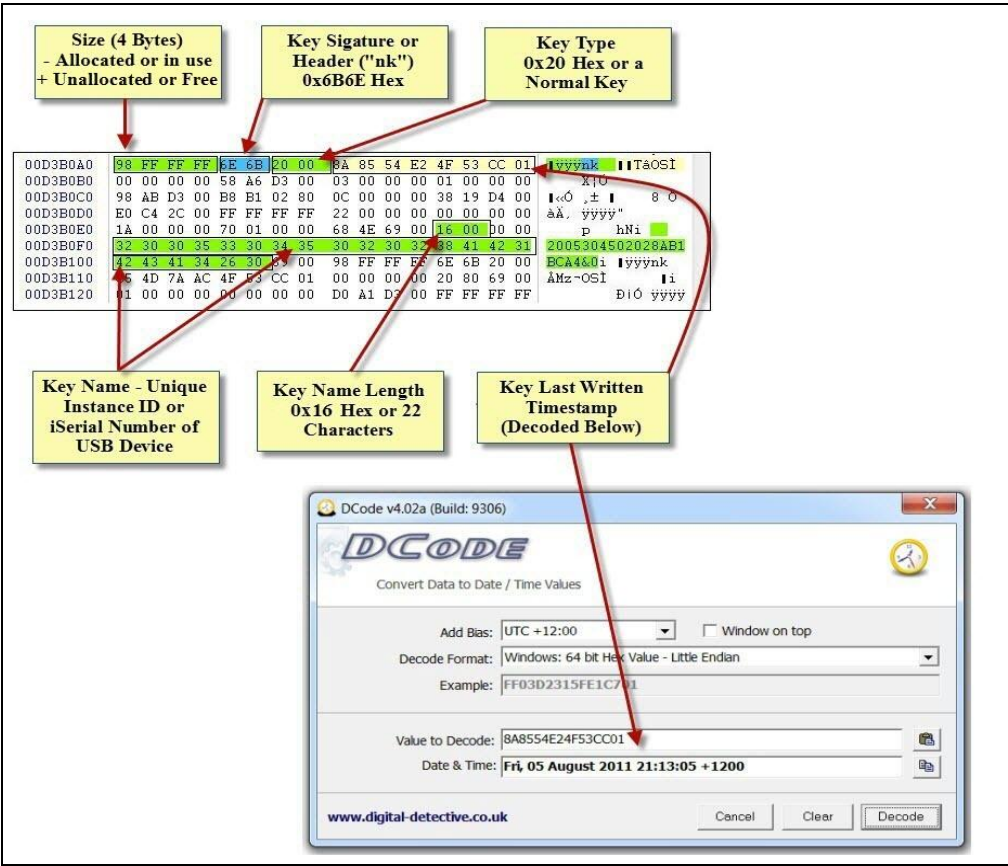 Size (4 Bytes)
- Allocated or in use
+ Unallocated or Free
Key Sigature or
Header ("nk")
0x6B6E Hex
Key Type
0x20 Hex or a
Normal Key
00D3B0A0 98 FF FF FF 6E 6B 20 00 8A 85 54 E2 4F 53 CC 01 ▌ÿÿÿnk ▌▌TâOSÌ
00D3B0B0 00 00 00 00 58 A6 D3 00 03 00 00 00 01 00 00 00 X¦Ó
00D3B0C0 98 AB D3 00 B8 B1 02 80 0C 00 00 00 38 19 D4 00 ▌«Ó ¸± ▌ 8 Ô
00D3B0D0 E0 C4 2C 00 FF FF FF FF 22 00 00 00 00 00 00 00 àÄ, ÿÿÿÿ"
00D3B0E0 1A 00 00 00 70 01 00 00 68 4E 69 00 16 00 00 00 p hNi
00D3B0F0 32 30 30 35 33 30 34 35 30 32 30 32 38 41 42 31 2005304502028AB1
00D3B100 42 43 41 34 26 30 69 00 98 FF FF FF 6E 6B 20 00 BCA4&0i ▌ÿÿÿnk
00D3B110 C5 4D 7A AC 4F 53 CC 01 00 00 00 00 20 80 69 00 ÅMz¬OSÌ ▌i
00D3B120 01 00 00 00 00 00 00 00 D0 A1 D3 00 FF FF FF FF Ð¡Ó ÿÿÿÿ
Key Name - Unique
Instance ID or
iSerial Number of
USB Device
Key Name Length
0x16 Hex or 22
Characters
Key Last Written
Timestamp
(Decoded Below)
DCode v4.02a (Build: 9306)
DCODE
Convert Data to Date / Time Values
Add Bias: UTC +12:00 Window on top
Decode Format: Windows: 64 bit Hex Value - Little Endian
Example: FF03D2315FE1C701
Value to Decode: 8A8554E24F53CC01
Date & Time: Fri, 05 August 2011 21:13:05 +1200
www.digital-detective.co.uk Cancel Clear Decode